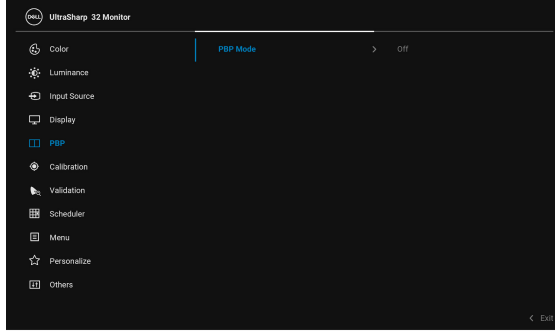 DELL UltraSharp 32 Monitor
Color
PBP Mode > Off
Luminance
Input Source
Display
PBP
Calibration
Validation
Scheduler
Menu
Personalize
Others
< Exit